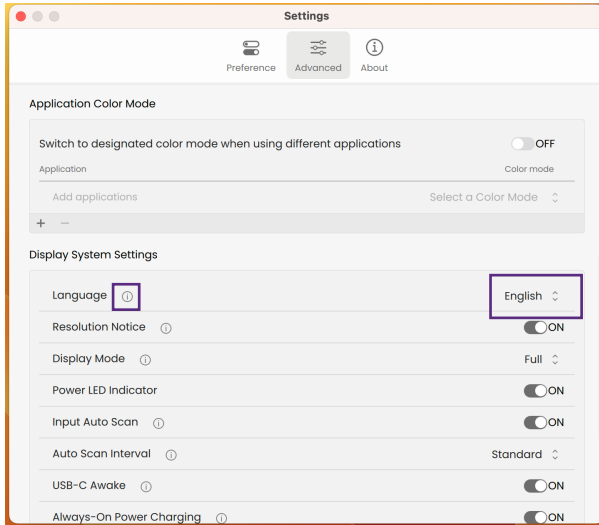 Settings
Preference
Advanced
About
Application Color Mode
Switch to designated color mode when using different applications OFF
Application Color mode
Add applications Select a Color Mode
Display System Settings
Language English
Resolution Notice ON
Display Mode Full
Power LED Indicator ON
Input Auto Scan ON
Auto Scan Interval Standard
USB-C Awake ON
Always-On Power Charging ON